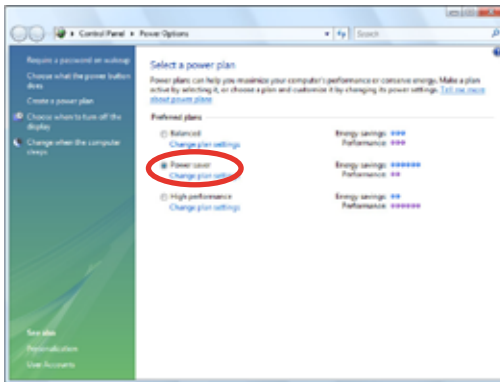 Control Panel ▸ Power Options
Search
Require a password on wakeup
Choose what the power button
does
Create a power plan
Choose when to turn off the
display
Change when the computer
sleeps
See also
Personalization
User Accounts
Select a power plan
Power plans can help you maximize your computer's performance or conserve energy. Make a plan
active by selecting it, or choose a plan and customize it by changing its power settings. Tell me more
about power plans
Preferred plans
Balanced
Change plan settings
Energy savings:
Performance:
Power saver
Change plan settings
Energy savings:
Performance:
High performance
Change plan settings
Energy savings:
Performance: